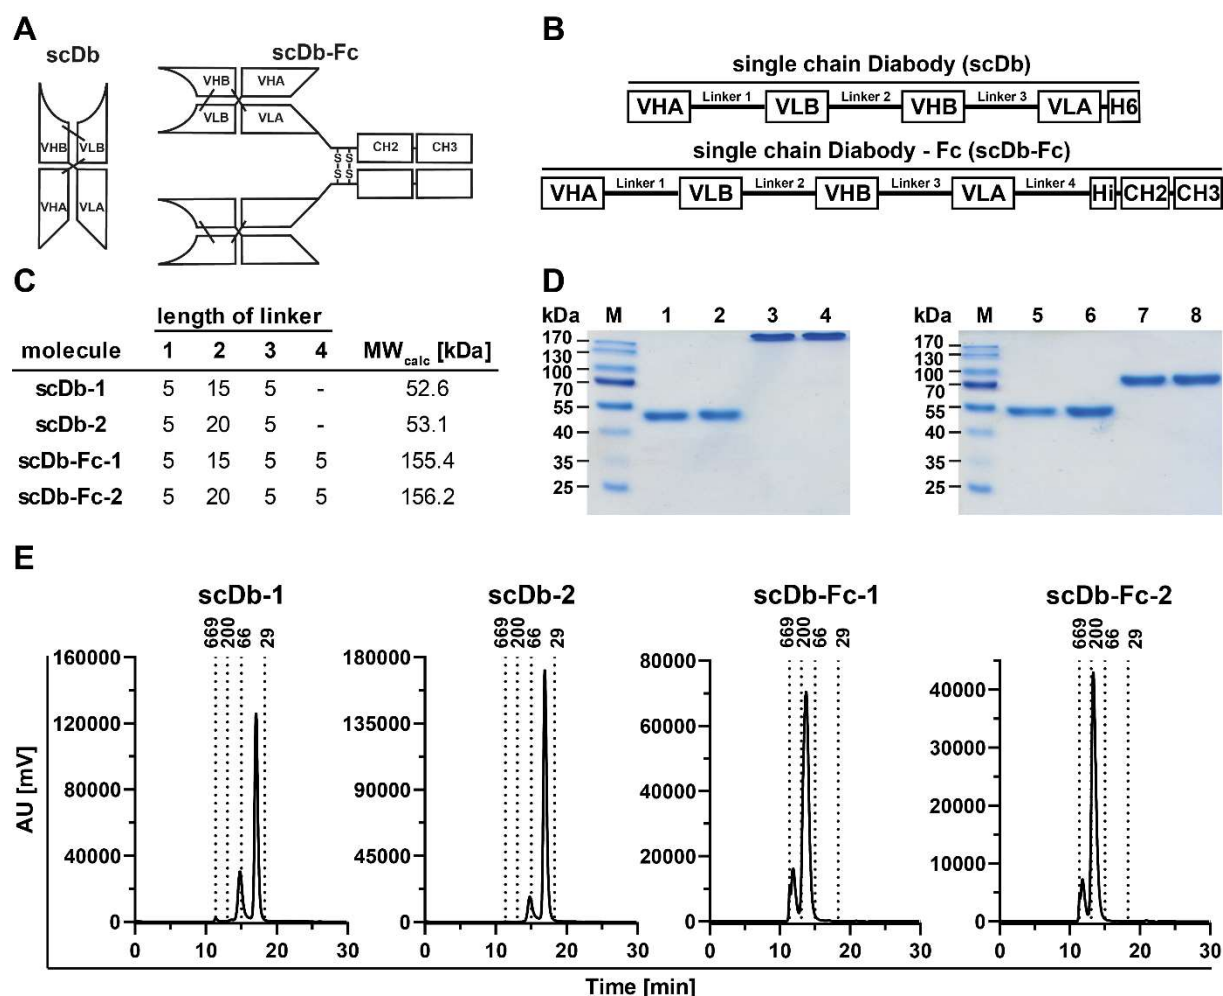 A
scDb
VHB
VLB
VHA
VLA
scDb-Fc
VHB
VHA
VLB
VLA
S S
S S
CH2
CH3
B
single chain Diabody (scDb)
VHA Linker 1 VLB Linker 2 VHB Linker 3 VLA H6
single chain Diabody - Fc (scDb-Fc)
VHA Linker 1 VLB Linker 2 VHB Linker 3 VLA Linker 4 Hi CH2 CH3
C
length of linker
molecule 1 2 3 4 MWcalc [kDa]
scDb-1 5 15 5 - 52.6
scDb-2 5 20 5 - 53.1
scDb-Fc-1 5 15 5 5 155.4
scDb-Fc-2 5 20 5 5 156.2
D
kDa M 1 2 3 4
170
130
100
70
55
40
35
25
kDa M 5 6 7 8
170
130
100
70
55
40
35
25
E
scDb-1
669 200 66 29
160000
120000
80000
40000
0
0 10 20 30
scDb-2
669 200 66 29
180000
135000
90000
45000
0
0 10 20 30
scDb-Fc-1
669 200 66 29
80000
60000
40000
20000
0
0 10 20 30
scDb-Fc-2
669 200 66 29
40000
30000
20000
10000
0
0 10 20 30
AU [mV]
Time [min]